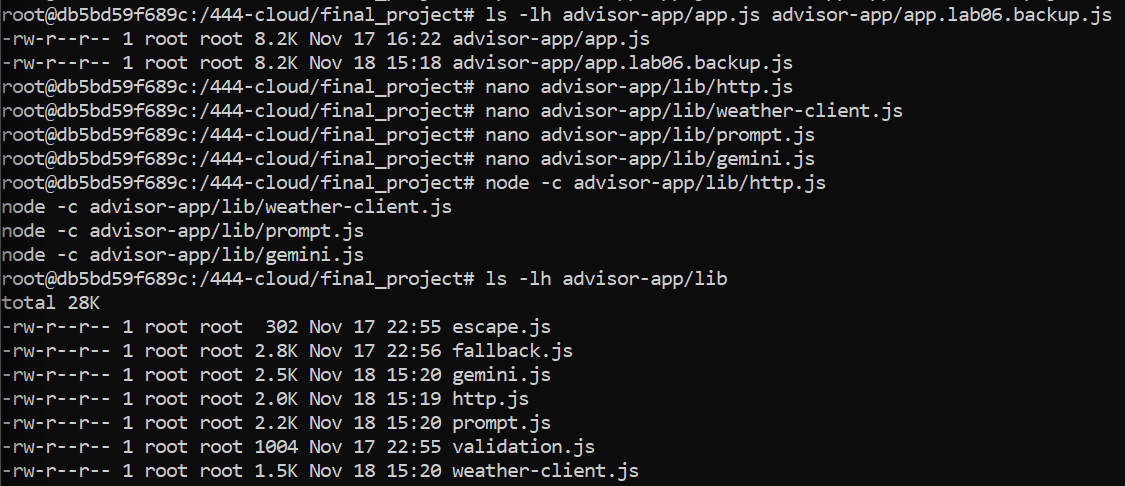 root@db5bd59f689c:/444-cloud/final_project# ls -lh advisor-app/app.js advisor-app/app.lab06.backup.js
-rw-r--r-- 1 root root 8.2K Nov 17 16:22 advisor-app/app.js
-rw-r--r-- 1 root root 8.2K Nov 18 15:18 advisor-app/app.lab06.backup.js
root@db5bd59f689c:/444-cloud/final_project# nano advisor-app/lib/http.js
root@db5bd59f689c:/444-cloud/final_project# nano advisor-app/lib/weather-client.js
root@db5bd59f689c:/444-cloud/final_project# nano advisor-app/lib/prompt.js
root@db5bd59f689c:/444-cloud/final_project# nano advisor-app/lib/gemini.js
root@db5bd59f689c:/444-cloud/final_project# node -c advisor-app/lib/http.js
node -c advisor-app/lib/weather-client.js
node -c advisor-app/lib/prompt.js
node -c advisor-app/lib/gemini.js
root@db5bd59f689c:/444-cloud/final_project# ls -lh advisor-app/lib
total 28K
-rw-r--r-- 1 root root  302 Nov 17 22:55 escape.js
-rw-r--r-- 1 root root 2.8K Nov 17 22:56 fallback.js
-rw-r--r-- 1 root root 2.5K Nov 18 15:20 gemini.js
-rw-r--r-- 1 root root 2.0K Nov 18 15:19 http.js
-rw-r--r-- 1 root root 2.2K Nov 18 15:20 prompt.js
-rw-r--r-- 1 root root 1004 Nov 17 22:55 validation.js
-rw-r--r-- 1 root root 1.5K Nov 18 15:20 weather-client.js